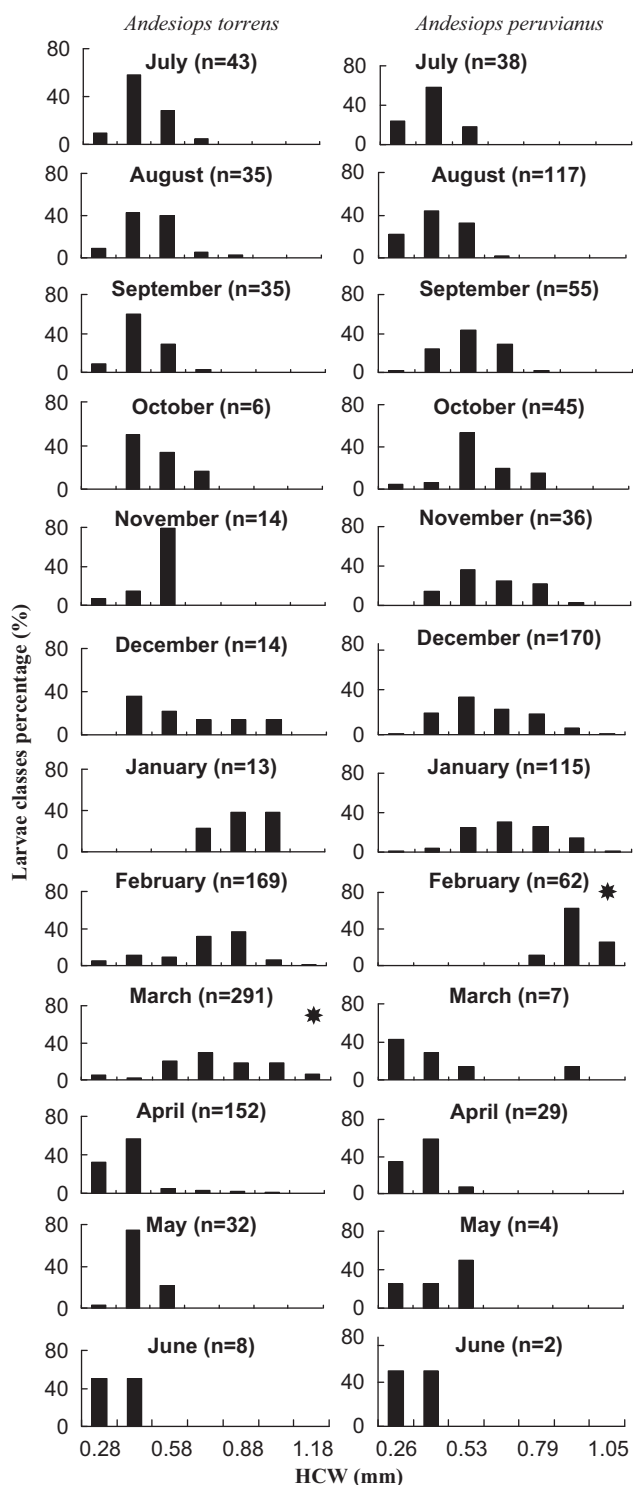 Andesiops torrens Andesiops peruvianus
July (n=43) July (n=38)
80 80
40 40
0 0
August (n=35) August (n=117)
80 80
40 40
0 0
September (n=35) September (n=55)
80 80
40 40
0 0
October (n=6) October (n=45)
80 80
40 40
0 0
November (n=14) November (n=36)
80 80
40 40
0 0
Larvae classes percentage (%)
December (n=14) December (n=170)
80 80
40 40
0 0
January (n=13) January (n=115)
80 80
40 40
0 0
February (n=169) February (n=62)
80 80
40 40
0 0
March (n=291) March (n=7)
80 80
40 40
0 0
April (n=152) April (n=29)
80 80
40 40
0 0
May (n=32) May (n=4)
80 80
40 40
0 0
June (n=8) June (n=2)
80 80
40 40
0 0
0.28 0.58 0.88 1.18 0.26 0.53 0.79 1.05
HCW (mm)